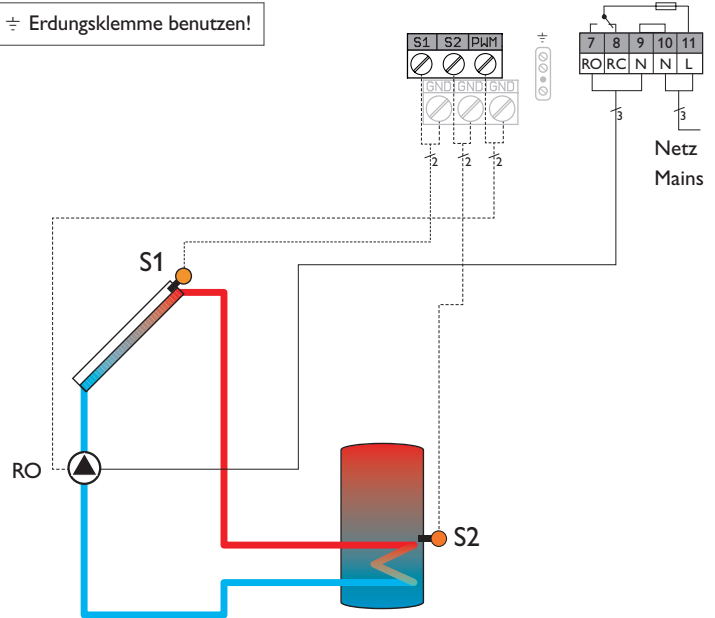 ⏚ Erdungsklemme benutzen!
S1 S2 PWM
GND GND GND
⏚
7 8 9 10 11
RO RC N N L
2 2 2
3 3
Netz
Mains
S1
RO
S2